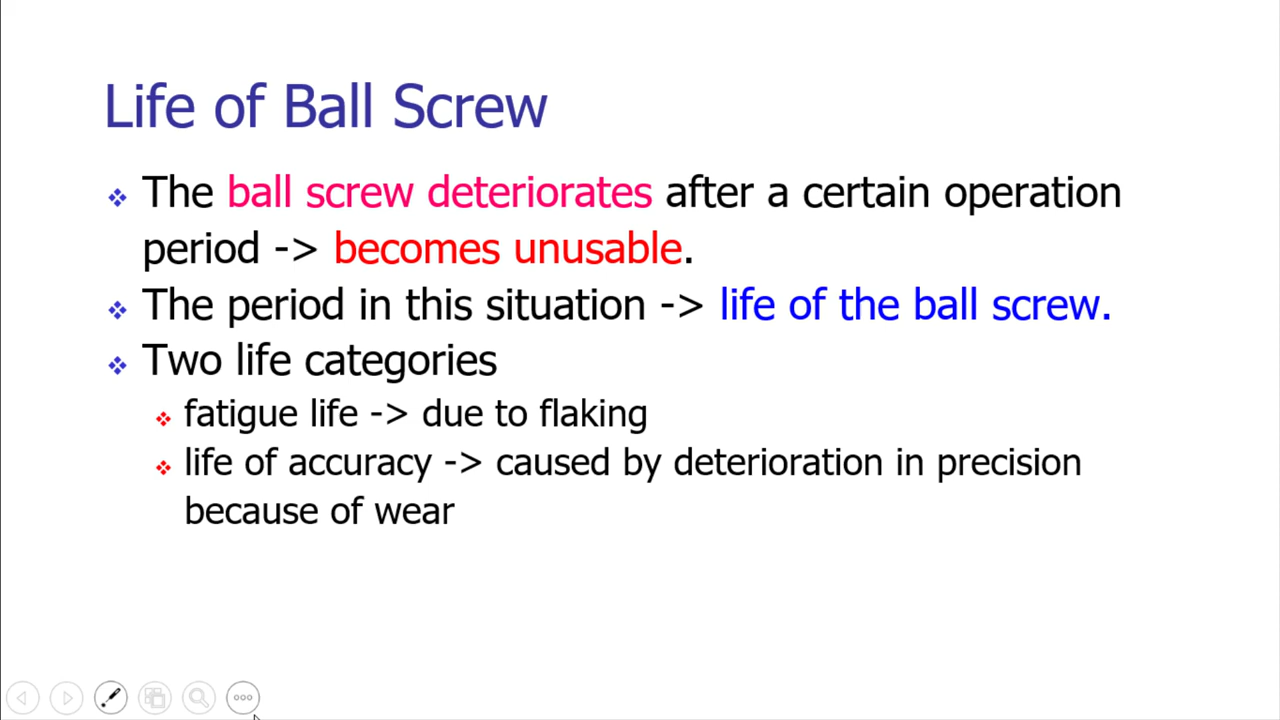 Life of Ball Screw
The ball screw deteriorates after a certain operation
period -> becomes unusable.
The period in this situation -> life of the ball screw.
Two life categories
fatigue life -> due to flaking
life of accuracy -> caused by deterioration in precision
because of wear